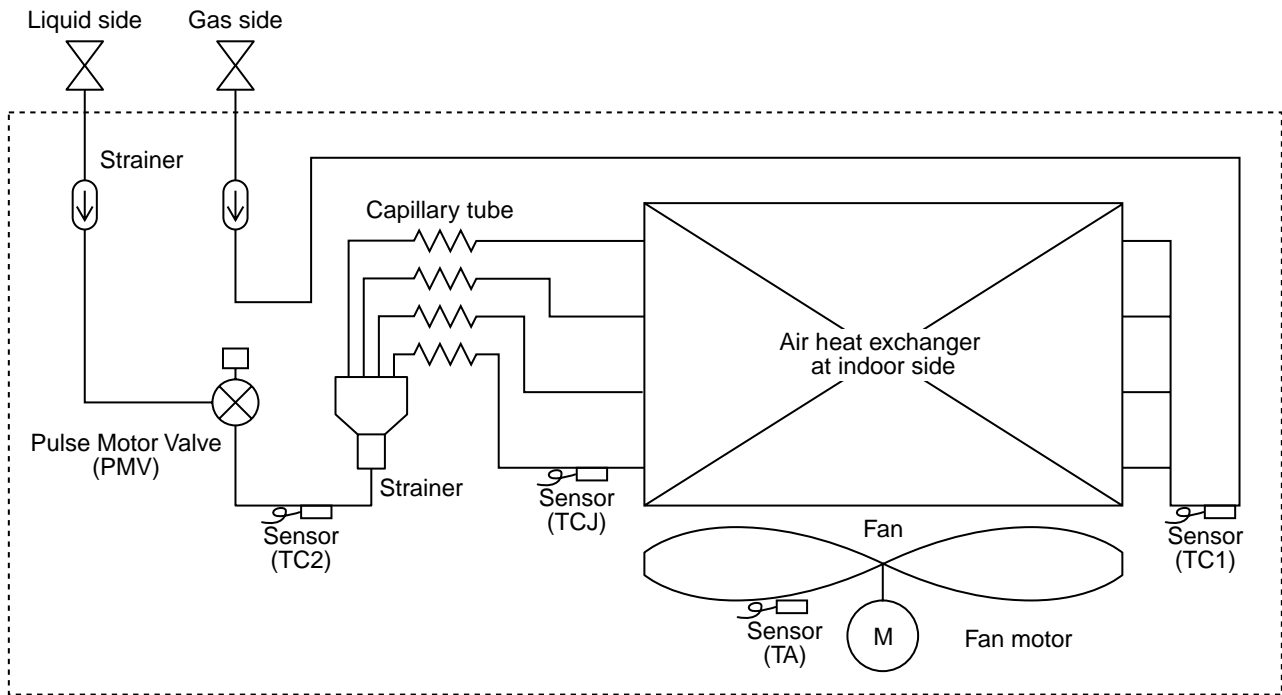 Liquid side
Gas side
Strainer
Capillary tube
Air heat exchanger
at indoor side
Pulse Motor Valve
(PMV)
Strainer
Sensor
(TCJ)
Sensor
(TC2)
Fan
Sensor
(TC1)
Sensor
(TA)
M
Fan motor